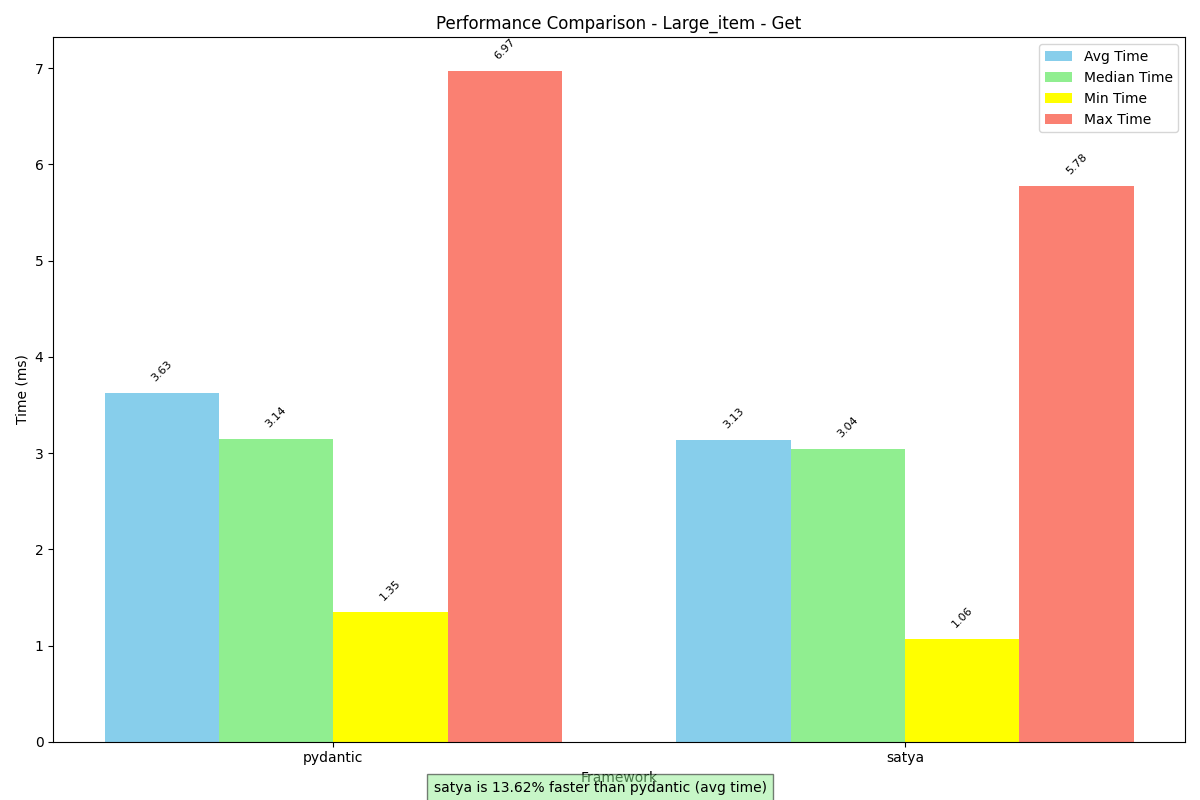 Performance Comparison - Large_item - Get
Avg Time
Median Time
Min Time
Max Time
Time (ms)
7
6
5
4
3
2
1
0
3.63
3.14
1.35
6.97
3.13
3.04
1.06
5.78
pydantic
satya
Framework
satya is 13.62% faster than pydantic (avg time)